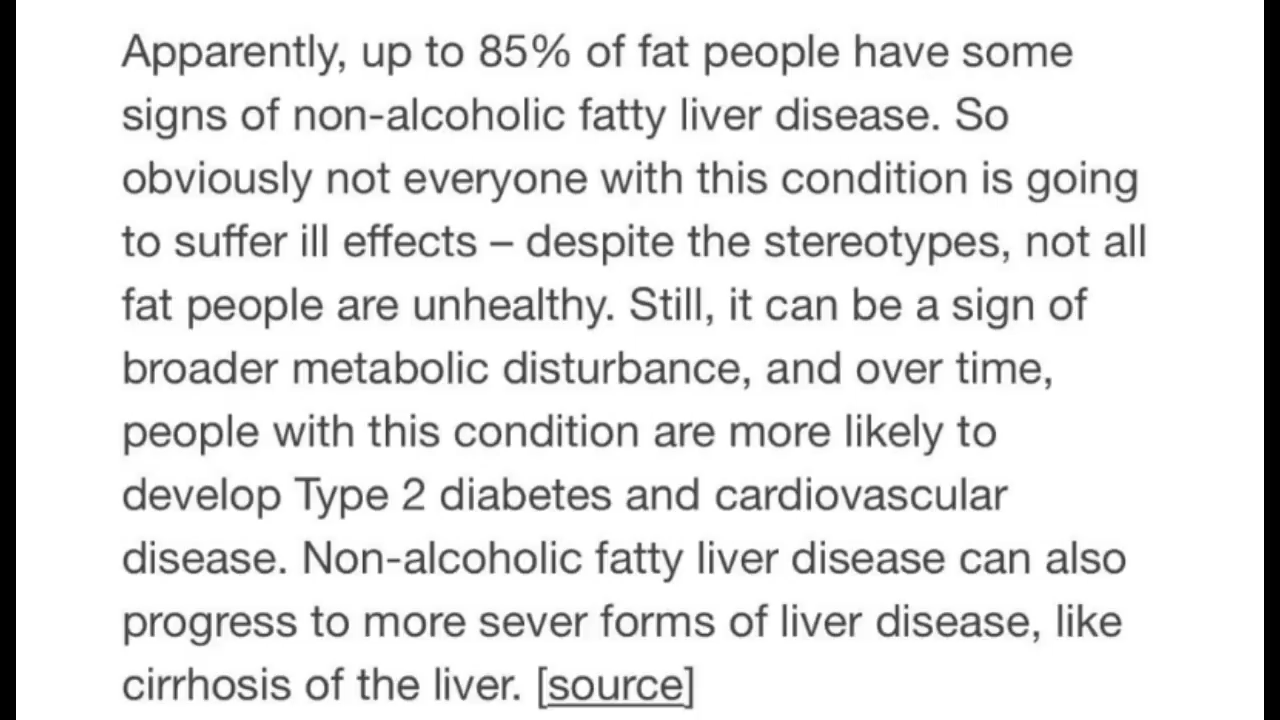 Apparently, up to 85% of fat people have some
signs of non-alcoholic fatty liver disease. So
obviously not everyone with this condition is going
to suffer ill effects – despite the stereotypes, not all
fat people are unhealthy. Still, it can be a sign of
broader metabolic disturbance, and over time,
people with this condition are more likely to
develop Type 2 diabetes and cardiovascular
disease. Non-alcoholic fatty liver disease can also
progress to more sever forms of liver disease, like
cirrhosis of the liver. [source]